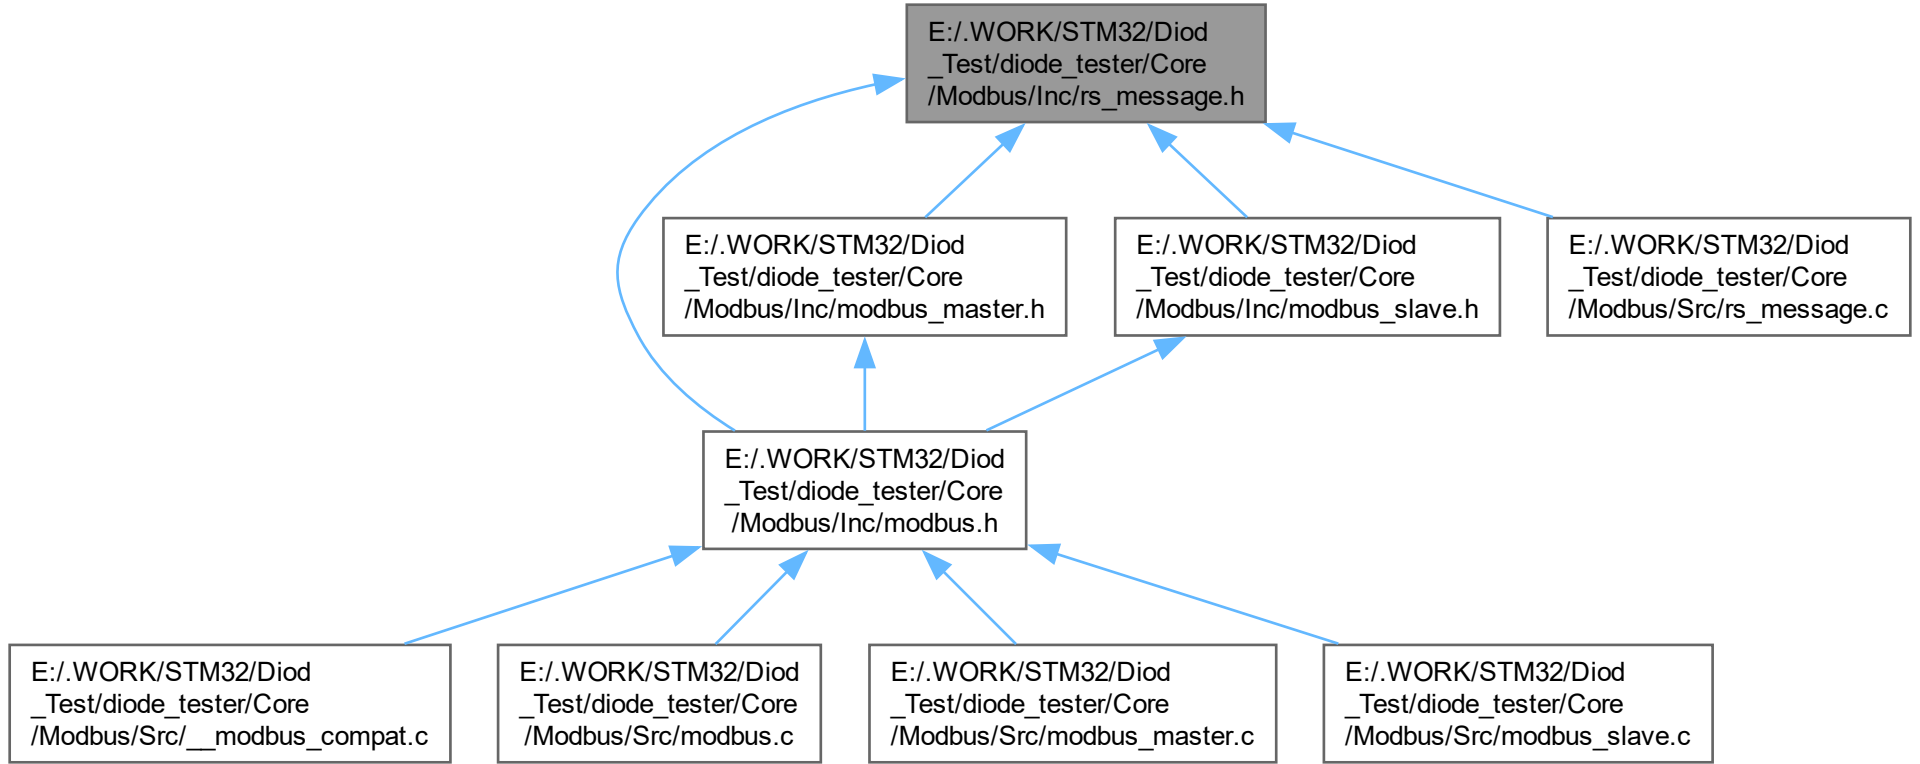 E:/.WORK/STM32/Diod
_Test/diode_tester/Core
/Modbus/Inc/rs_message.h
E:/.WORK/STM32/Diod
_Test/diode_tester/Core
/Modbus/Inc/modbus_master.h
E:/.WORK/STM32/Diod
_Test/diode_tester/Core
/Modbus/Inc/modbus_slave.h
E:/.WORK/STM32/Diod
_Test/diode_tester/Core
/Modbus/Src/rs_message.c
E:/.WORK/STM32/Diod
_Test/diode_tester/Core
/Modbus/Inc/modbus.h
E:/.WORK/STM32/Diod
_Test/diode_tester/Core
/Modbus/Src/__modbus_compat.c
E:/.WORK/STM32/Diod
_Test/diode_tester/Core
/Modbus/Src/modbus.c
E:/.WORK/STM32/Diod
_Test/diode_tester/Core
/Modbus/Src/modbus_master.c
E:/.WORK/STM32/Diod
_Test/diode_tester/Core
/Modbus/Src/modbus_slave.c